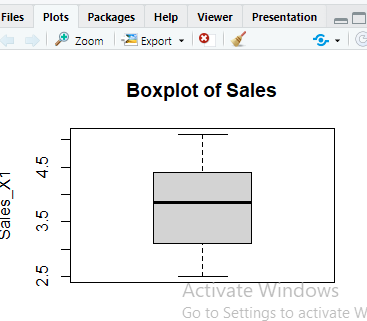 Files Plots Packages Help Viewer Presentation
Zoom Export
Boxplot of Sales
Sales_X1
4.5
3.5
2.5
Activate Windows
Go to Settings to activate W